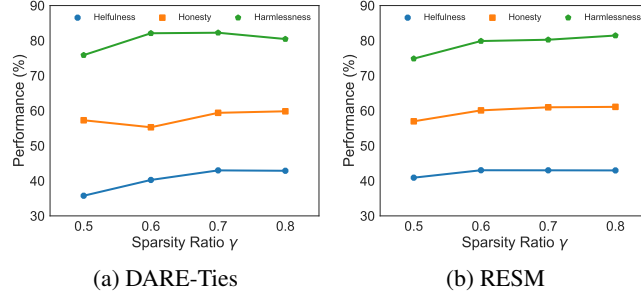 Helfulness Honesty Harmlessness
90
80
70
60
50
40
30
Performance (%)
0.5 0.6 0.7 0.8
Sparsity Ratio γ
(a) DARE-Ties
Helfulness Honesty Harmlessness
90
80
70
60
50
40
30
Performance (%)
0.5 0.6 0.7 0.8
Sparsity Ratio γ
(b) RESM